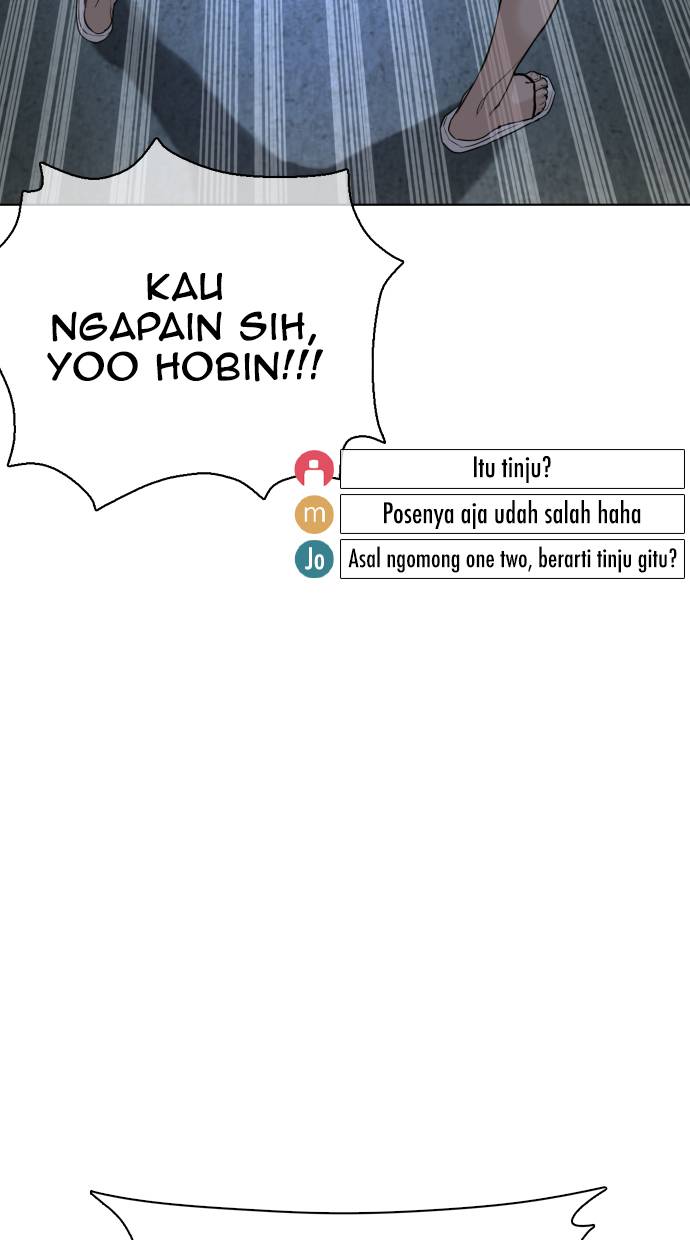 KAU
NGAPAIN SIH,
YOO HOBIN!!!
Itu tinju?
m
Posenya aja udah salah haha
Jo
Asal ngomong one two, berarti tinju gitu?